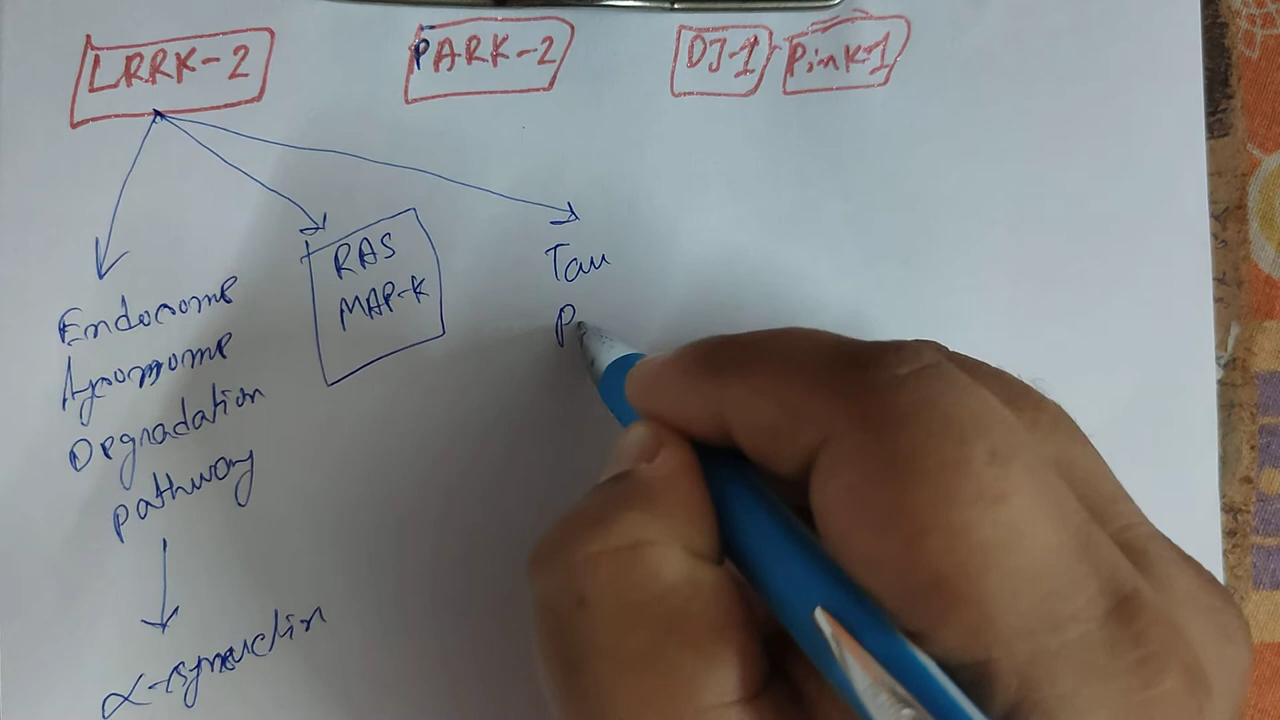 LRRK-2
PARK-2
DJ-1
Pink-1
RAS
MAP-K
Tau
P
Endosome
Lysosome
Degradation
pathway
α-synuclin